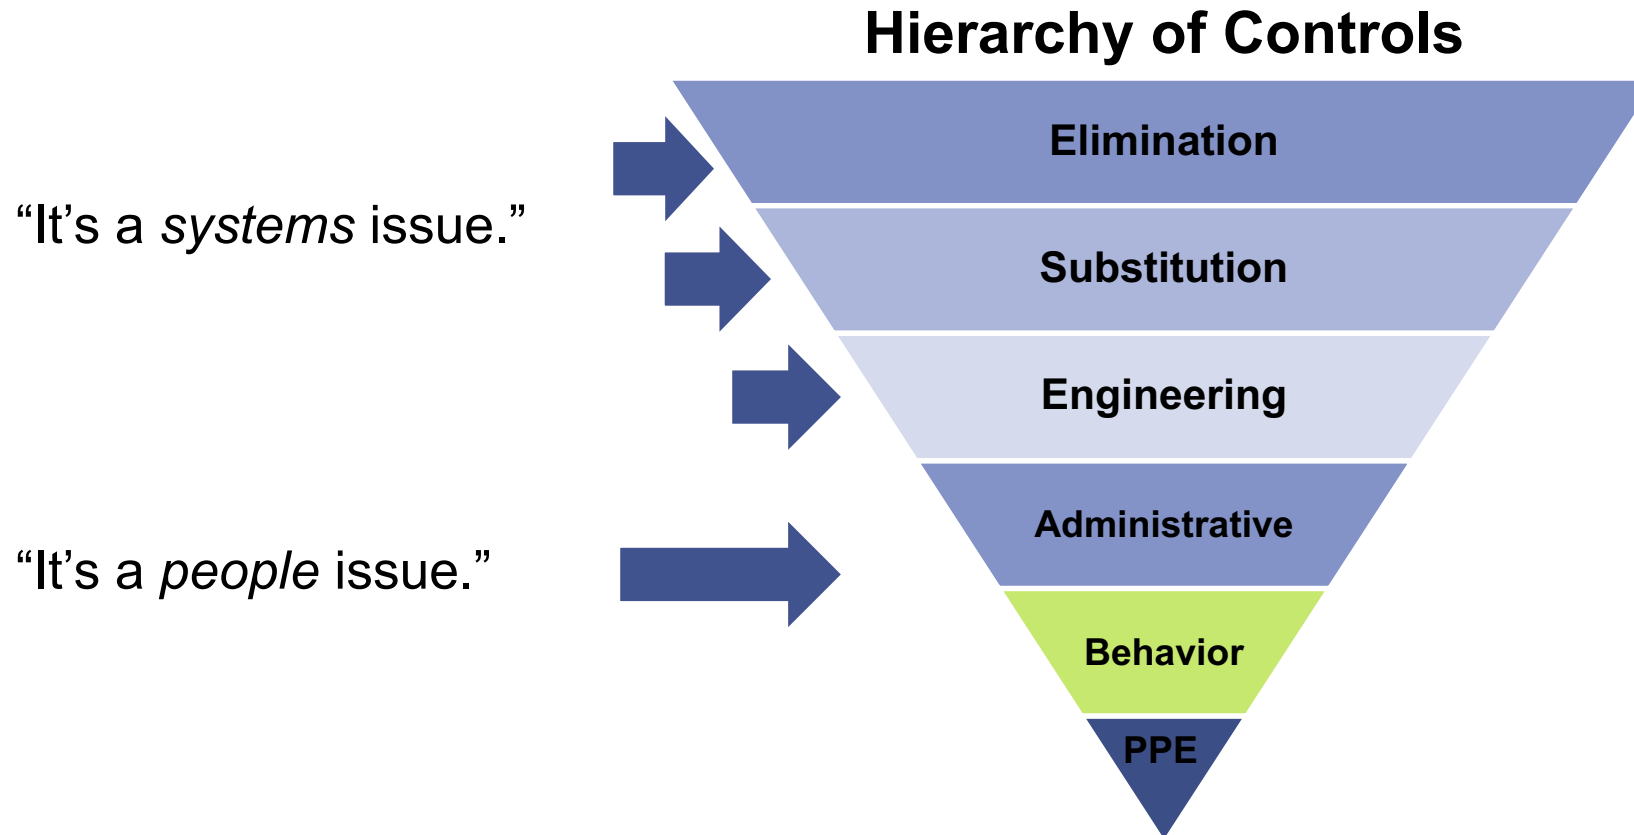 Hierarchy of Controls
Elimination
“It’s a systems issue.”
Substitution
Engineering
Administrative
“It’s a people issue.”
Behavior
PPE